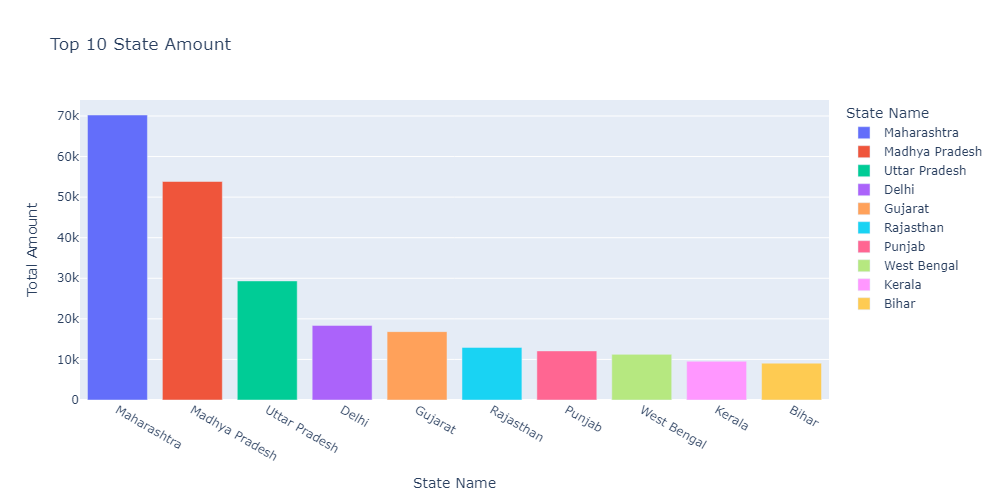 Top 10 State Amount
Total Amount
70k
60k
50k
40k
30k
20k
10k
0
Maharashtra
Madhya Pradesh
Uttar Pradesh
Delhi
Gujarat
Rajasthan
Punjab
West Bengal
Kerala
Bihar
State Name
State Name
Maharashtra
Madhya Pradesh
Uttar Pradesh
Delhi
Gujarat
Rajasthan
Punjab
West Bengal
Kerala
Bihar